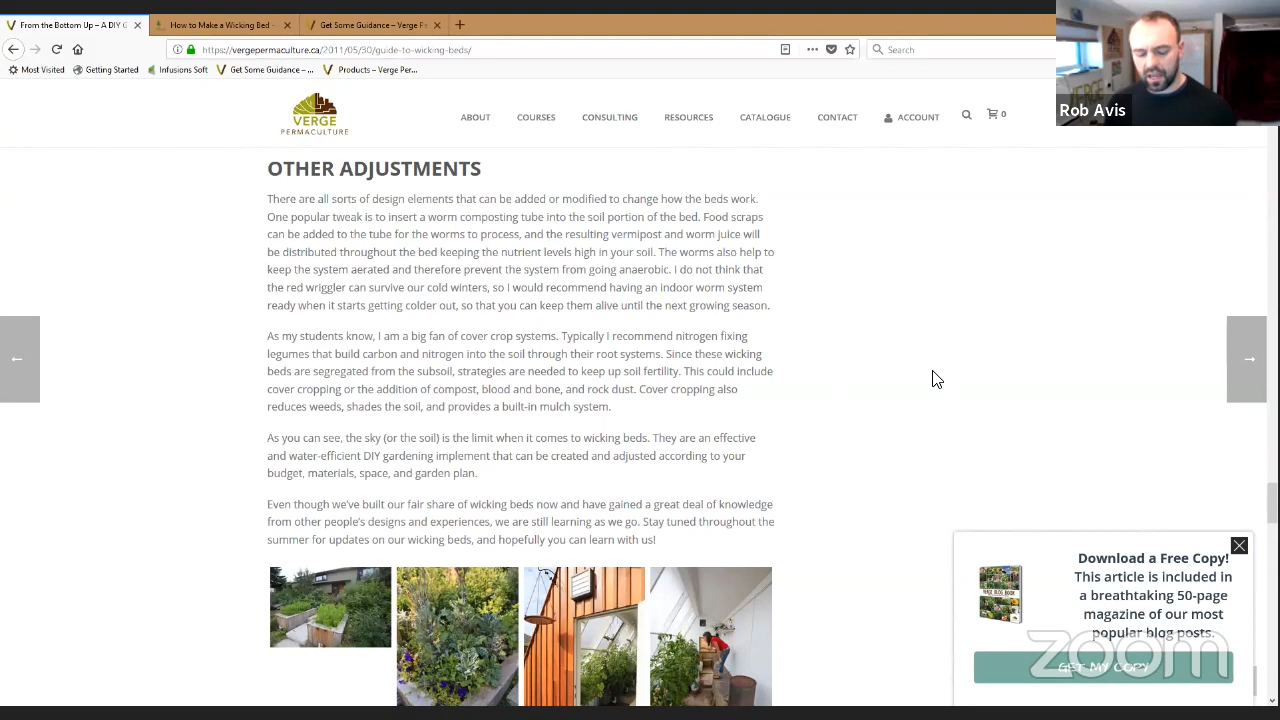 From the Bottom Up – A DIY G
How to Make a Wicking Bed -
Get Some Guidance – Verge Pe
https://vergepermaculture.ca/2011/05/30/guide-to-wicking-beds/
Search
Most Visited
Getting Started
Infusions Soft
Get Some Guidance –...
Products – Verge Per...
Rob Avis
VERGE
PERMACULTURE
ABOUT
COURSES
CONSULTING
RESOURCES
CATALOGUE
CONTACT
ACCOUNT
0
OTHER ADJUSTMENTS
There are all sorts of design elements that can be added or modified to change how the beds work.
One popular tweak is to insert a worm composting tube into the soil portion of the bed. Food scraps
can be added to the tube for the worms to process, and the resulting vermipost and worm juice will
be distributed throughout the bed keeping the nutrient levels high in your soil. The worms also help to
keep the system aerated and therefore prevent the system from going anaerobic. I do not think that
the red wriggler can survive our cold winters, so I would recommend having an indoor worm system
ready when it starts getting colder out, so that you can keep them alive until the next growing season.
As my students know, I am a big fan of cover crop systems. Typically I recommend nitrogen fixing
legumes that build carbon and nitrogen into the soil through their root systems. Since these wicking
beds are segregated from the subsoil, strategies are needed to keep up soil fertility. This could include
cover cropping or the addition of compost, blood and bone, and rock dust. Cover cropping also
reduces weeds, shades the soil, and provides a built-in mulch system.
As you can see, the sky (or the soil) is the limit when it comes to wicking beds. They are an effective
and water-efficient DIY gardening implement that can be created and adjusted according to your
budget, materials, space, and garden plan.
Even though we've built our fair share of wicking beds now and have gained a great deal of knowledge
from other people's designs and experiences, we are still learning as we go. Stay tuned throughout the
summer for updates on our wicking beds, and hopefully you can learn with us!
Download a Free Copy!
This article is included in
a breathtaking 50-page
magazine of our most
popular blog posts.
GET MY COPY
zoom